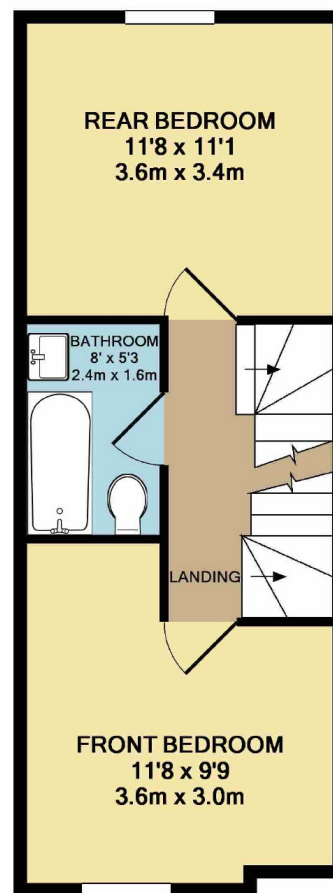 REAR BEDROOM
11'8 x 11'1
3.6m x 3.4m
BATHROOM
8' x 5'3
2.4m x 1.6m
LANDING
FRONT BEDROOM
11'8 x 9'9
3.6m x 3.0m